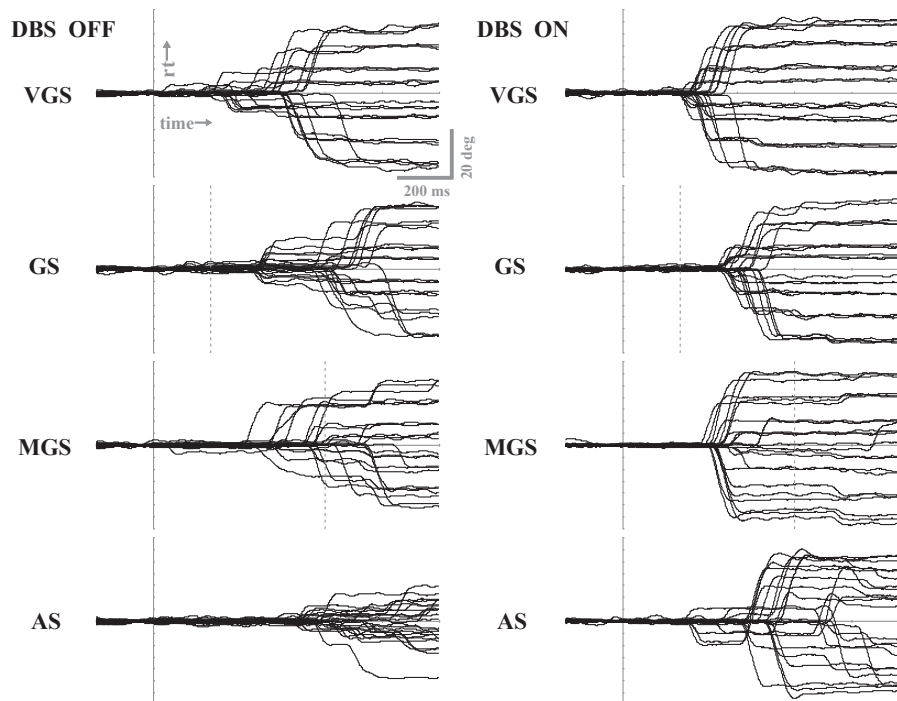 DBS OFF
DBS ON
rt→
VGS
VGS
time→
20 deg
200 ms
GS
GS
MGS
MGS
AS
AS